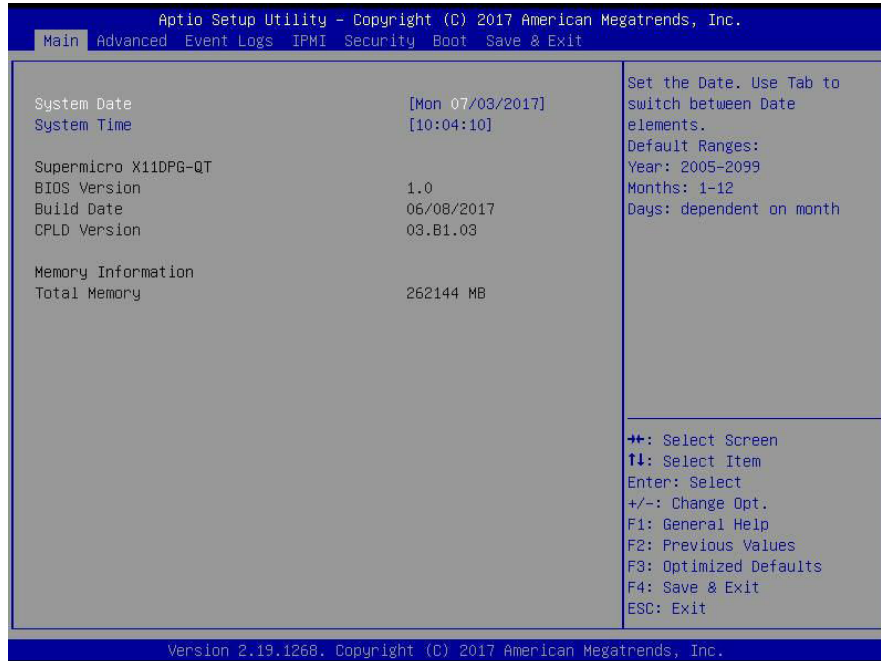 Aptio Setup Utility - Copyright (C) 2017 American Megatrends, Inc.
Main Advanced Event Logs IPMI Security Boot Save & Exit
System Date [Mon 07/03/2017]
System Time [10:04:10]
Supermicro X11DPG-QT
BIOS Version 1.0
Build Date 06/08/2017
CPLD Version 03.B1.03
Memory Information
Total Memory 262144 MB
Set the Date. Use Tab to
switch between Date
elements.
Default Ranges:
Year: 2005-2099
Months: 1-12
Days: dependent on month
→←: Select Screen
↑↓: Select Item
Enter: Select
+/-: Change Opt.
F1: General Help
F2: Previous Values
F3: Optimized Defaults
F4: Save & Exit
ESC: Exit
Version 2.19.1268. Copyright (C) 2017 American Megatrends, Inc.